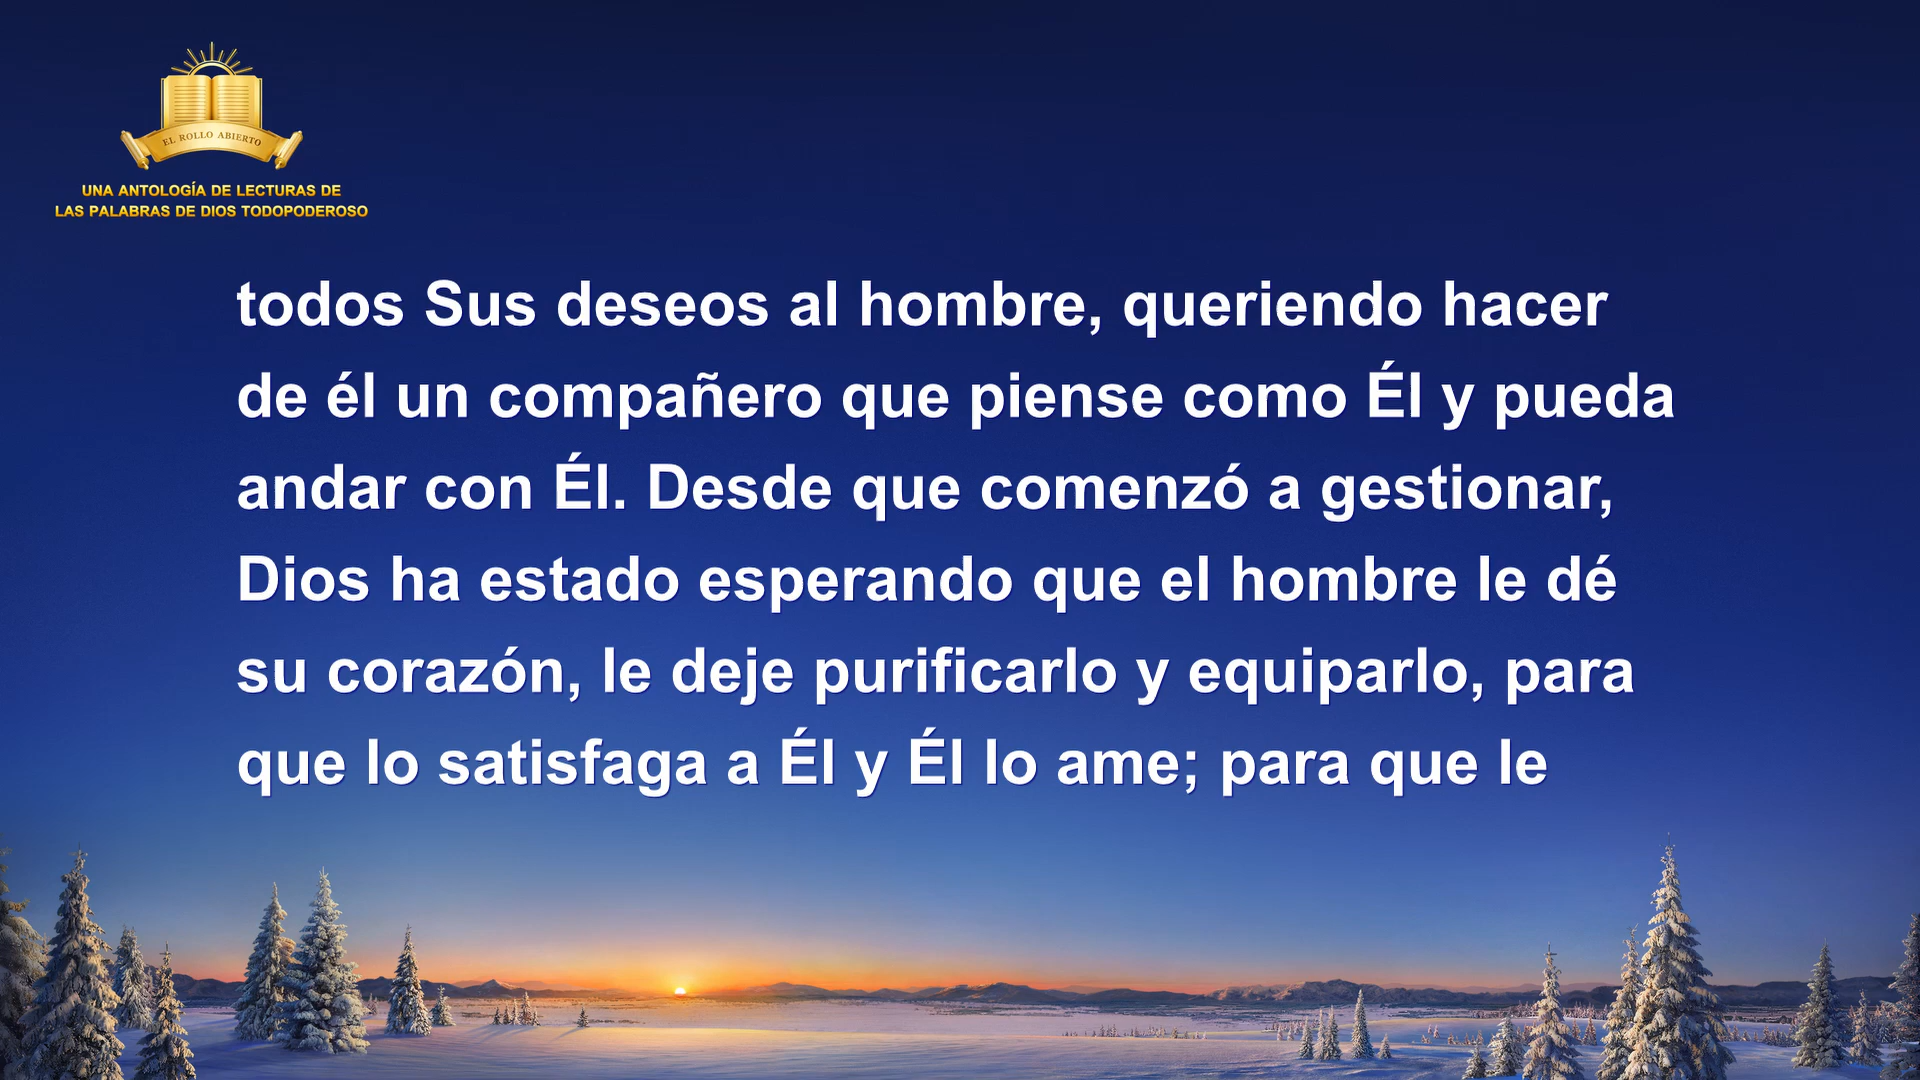 EL ROLLO ABIERTO
UNA ANTOLOGÍA DE LECTURAS DE
LAS PALABRAS DE DIOS TODOPODEROSO
todos Sus deseos al hombre, queriendo hacer
de él un compañero que piense como Él y pueda
andar con Él. Desde que comenzó a gestionar,
Dios ha estado esperando que el hombre le dé
su corazón, le deje purificarlo y equiparlo, para
que lo satisfaga a Él y Él lo ame; para que le